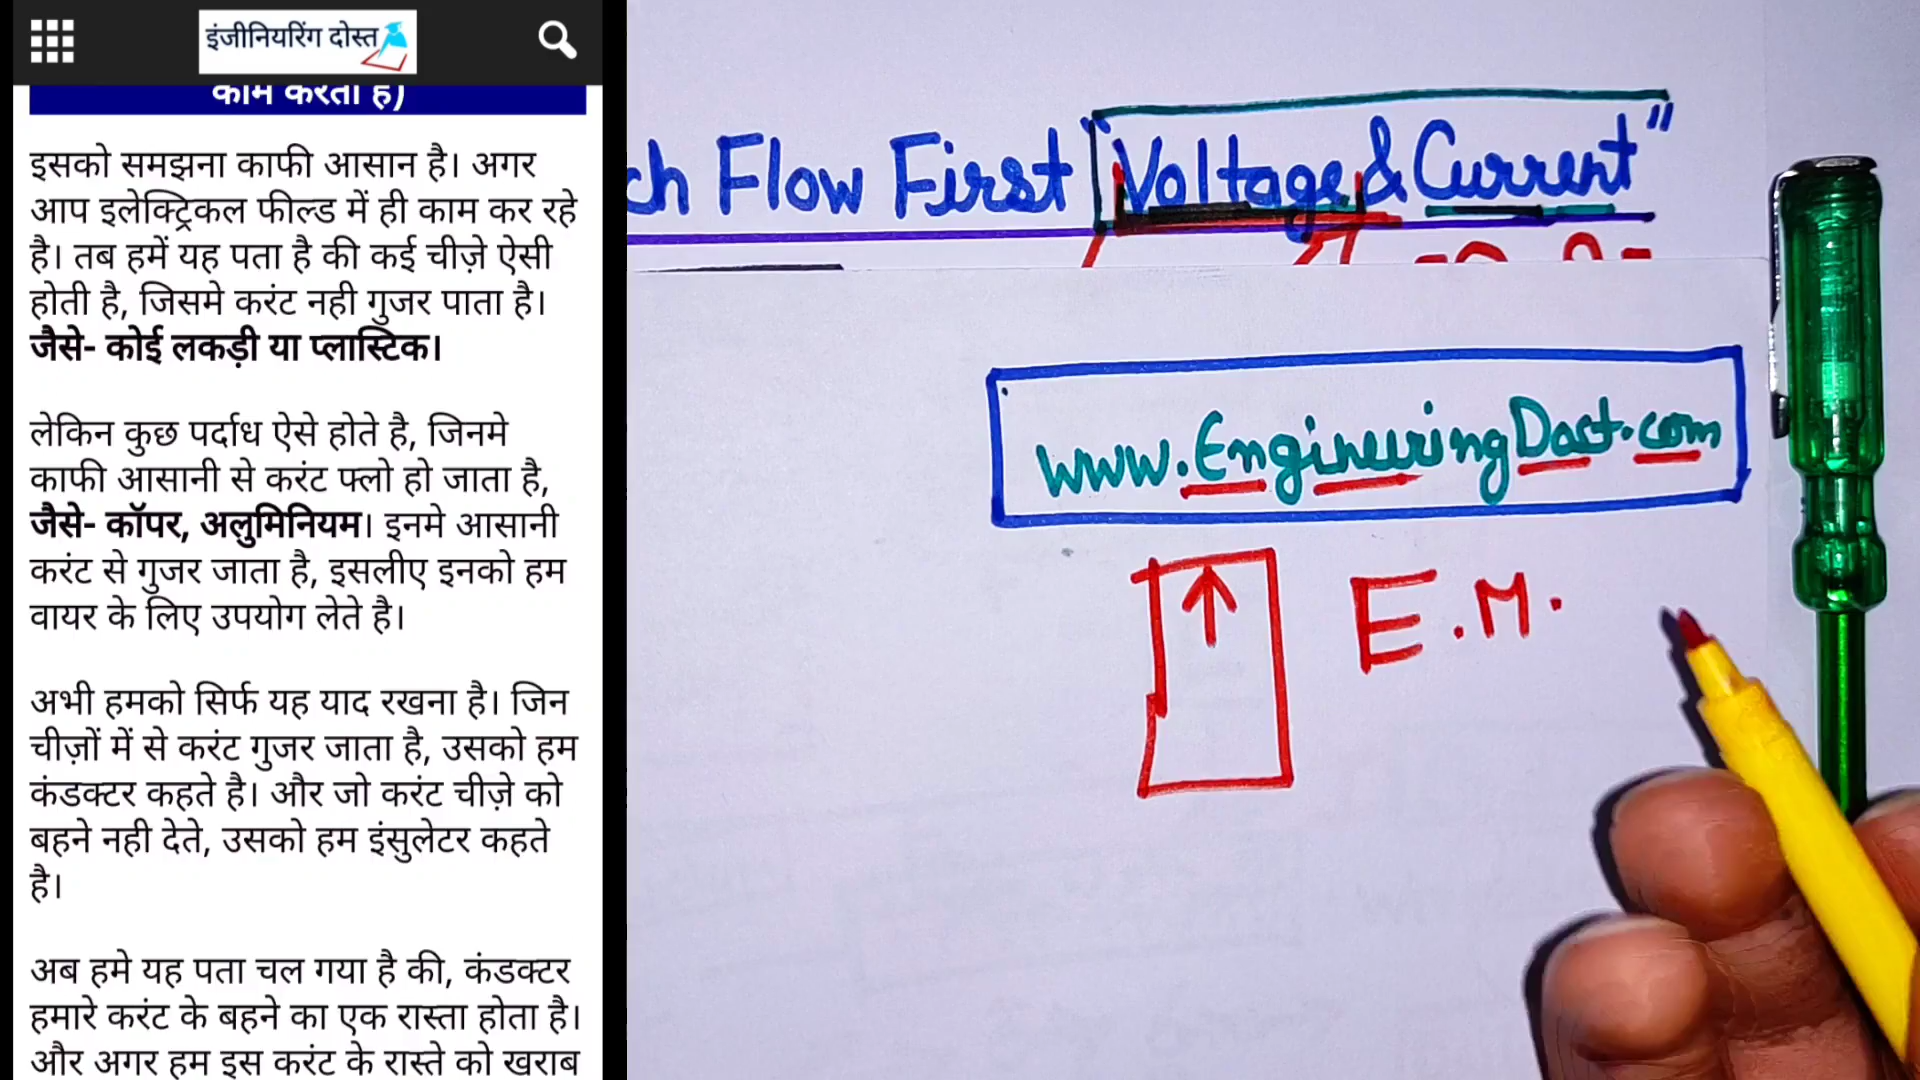 इंजीनियरिंग दोस्त
काम करता है)
इसको समझना काफी आसान है। अगर
आप इलेक्ट्रिकल फील्ड में ही काम कर रहे
है। तब हमें यह पता है की कई चीज़े ऐसी
होती है, जिसमे करंट नही गुजर पाता है।
जैसे- कोई लकड़ी या प्लास्टिक।
लेकिन कुछ पर्दाध ऐसे होते है, जिनमे
काफी आसानी से करंट फ्लो हो जाता है,
जैसे- कॉपर, अलुमिनियम। इनमे आसानी
करंट से गुजर जाता है, इसलीए इनको हम
वायर के लिए उपयोग लेते है।
अभी हमको सिर्फ यह याद रखना है। जिन
चीज़ों में से करंट गुजर जाता है, उसको हम
कंडक्टर कहते है। और जो करंट चीज़े को
बहने नही देते, उसको हम इंसुलेटर कहते
है।
अब हमे यह पता चल गया है की, कंडक्टर
हमारे करंट के बहने का एक रास्ता होता है।
और अगर हम इस करंट के रास्ते को खराब
ch Flow First "Voltage & Current"
www.EngineeringDost.com
E.M.